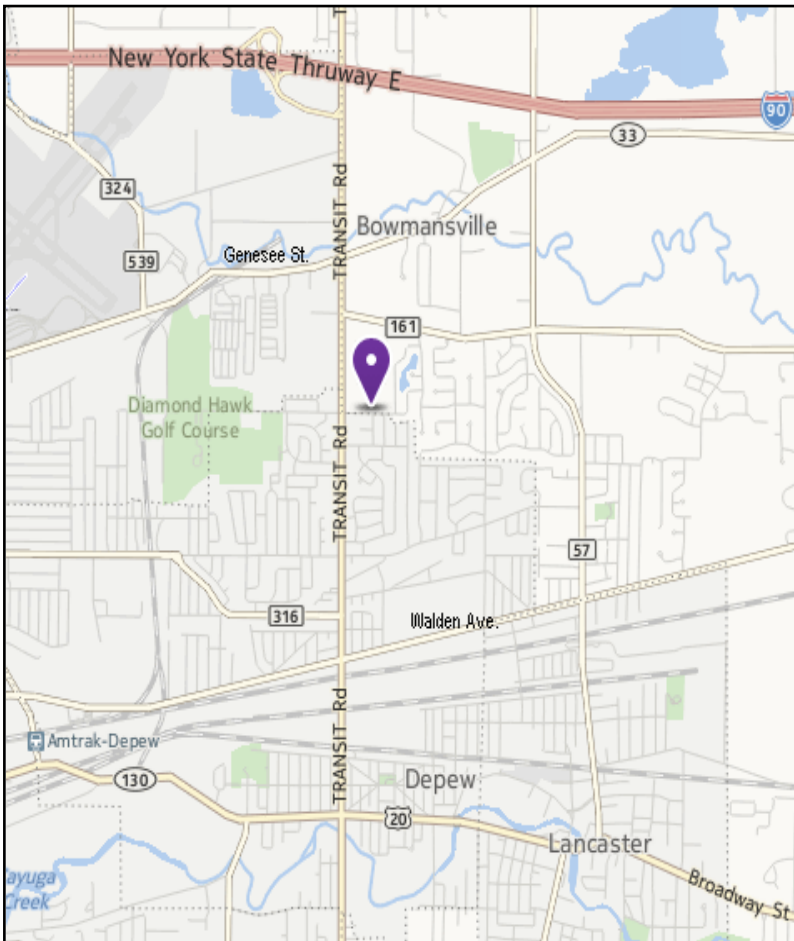 T
New York State Thruway E
90
33
324
TRANSIT Rd
Bowmansville
539
Genesee St.
161
Diamond Hawk
Golf Course
TRANSIT Rd
57
316
Walden Ave.
TRANSIT Rd
Amtrak-Depew
130
Depew
20
Lancaster
ayuga
Creek
Broadway St